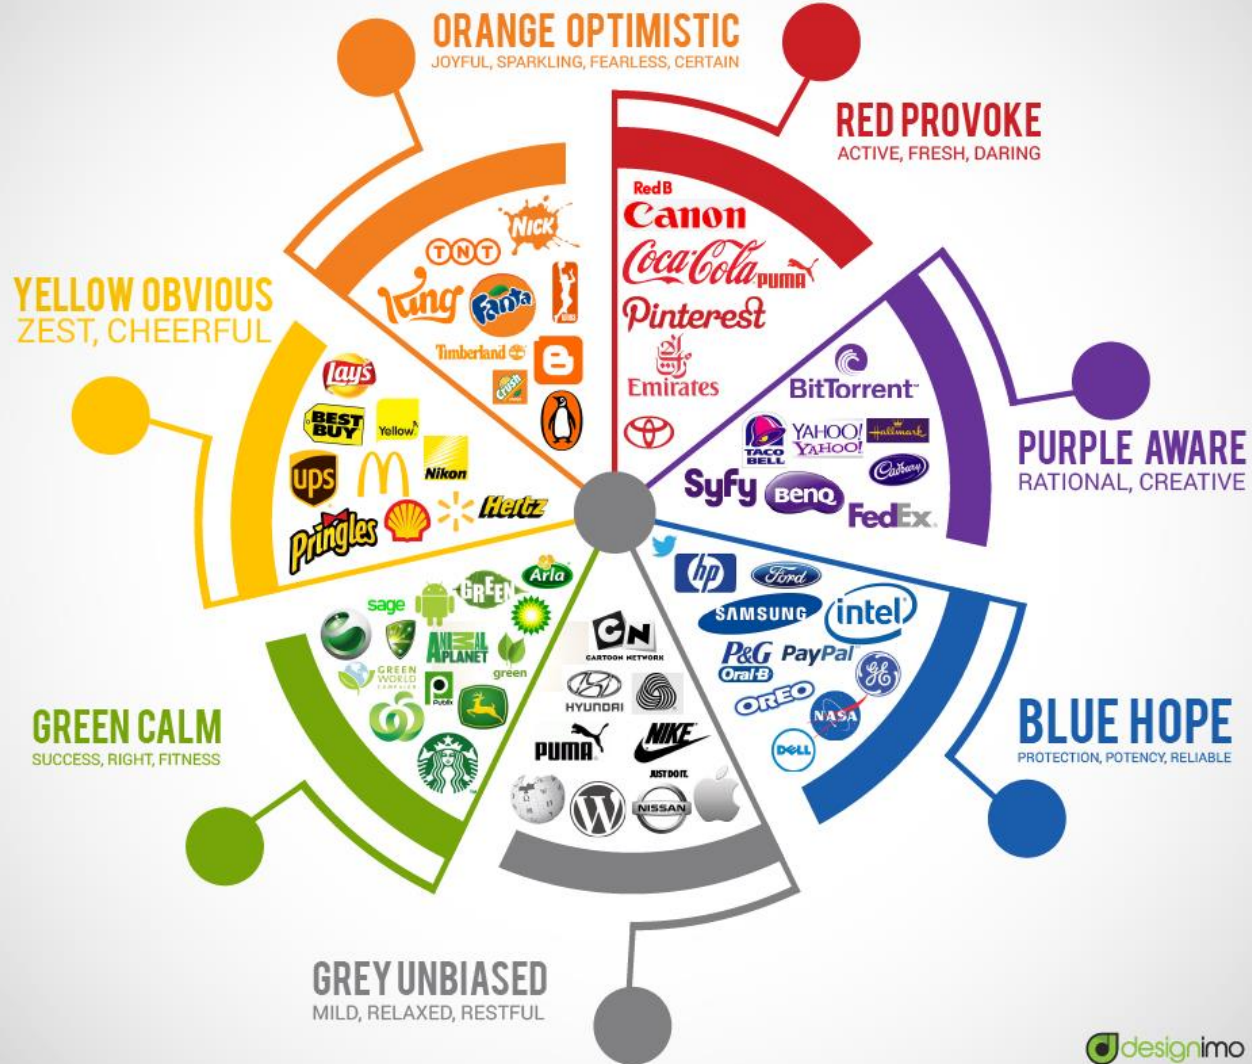 ORANGE OPTIMISTIC
JOYFUL, SPARKLING, FEARLESS, CERTAIN
NICK
TNT
King
Fanta
Timberland
Crush
RED PROVOKE
ACTIVE, FRESH, DARING
Red B
Canon
Coca-Cola
PUMA
Pinterest
Emirates
PURPLE AWARE
RATIONAL, CREATIVE
BitTorrent
TACO
BELL
YAHOO!
YAHOO!
Hallmark
Cadbury
Syfy
BenQ
FedEx
BLUE HOPE
PROTECTION, POTENCY, RELIABLE
hp
Ford
SAMSUNG
intel
P&G
PayPal
Oral-B
GE
OREO
NASA
DELL
GREY UNBIASED
MILD, RELAXED, RESTFUL
CN
CARTOON NETWORK
HYUNDAI
PUMA
NIKE
JUST DO IT.
W
NISSAN
GREEN CALM
SUCCESS, RIGHT, FITNESS
Arla
GREEN
sage
ANIMAL
PLANET
green
GREEN
WORLD
CAMPAIGN
P
Publix
YELLOW OBVIOUS
ZEST, CHEERFUL
Lay's
BEST
BUY
Yellow
ups
Nikon
Hertz
Pringles
designimo